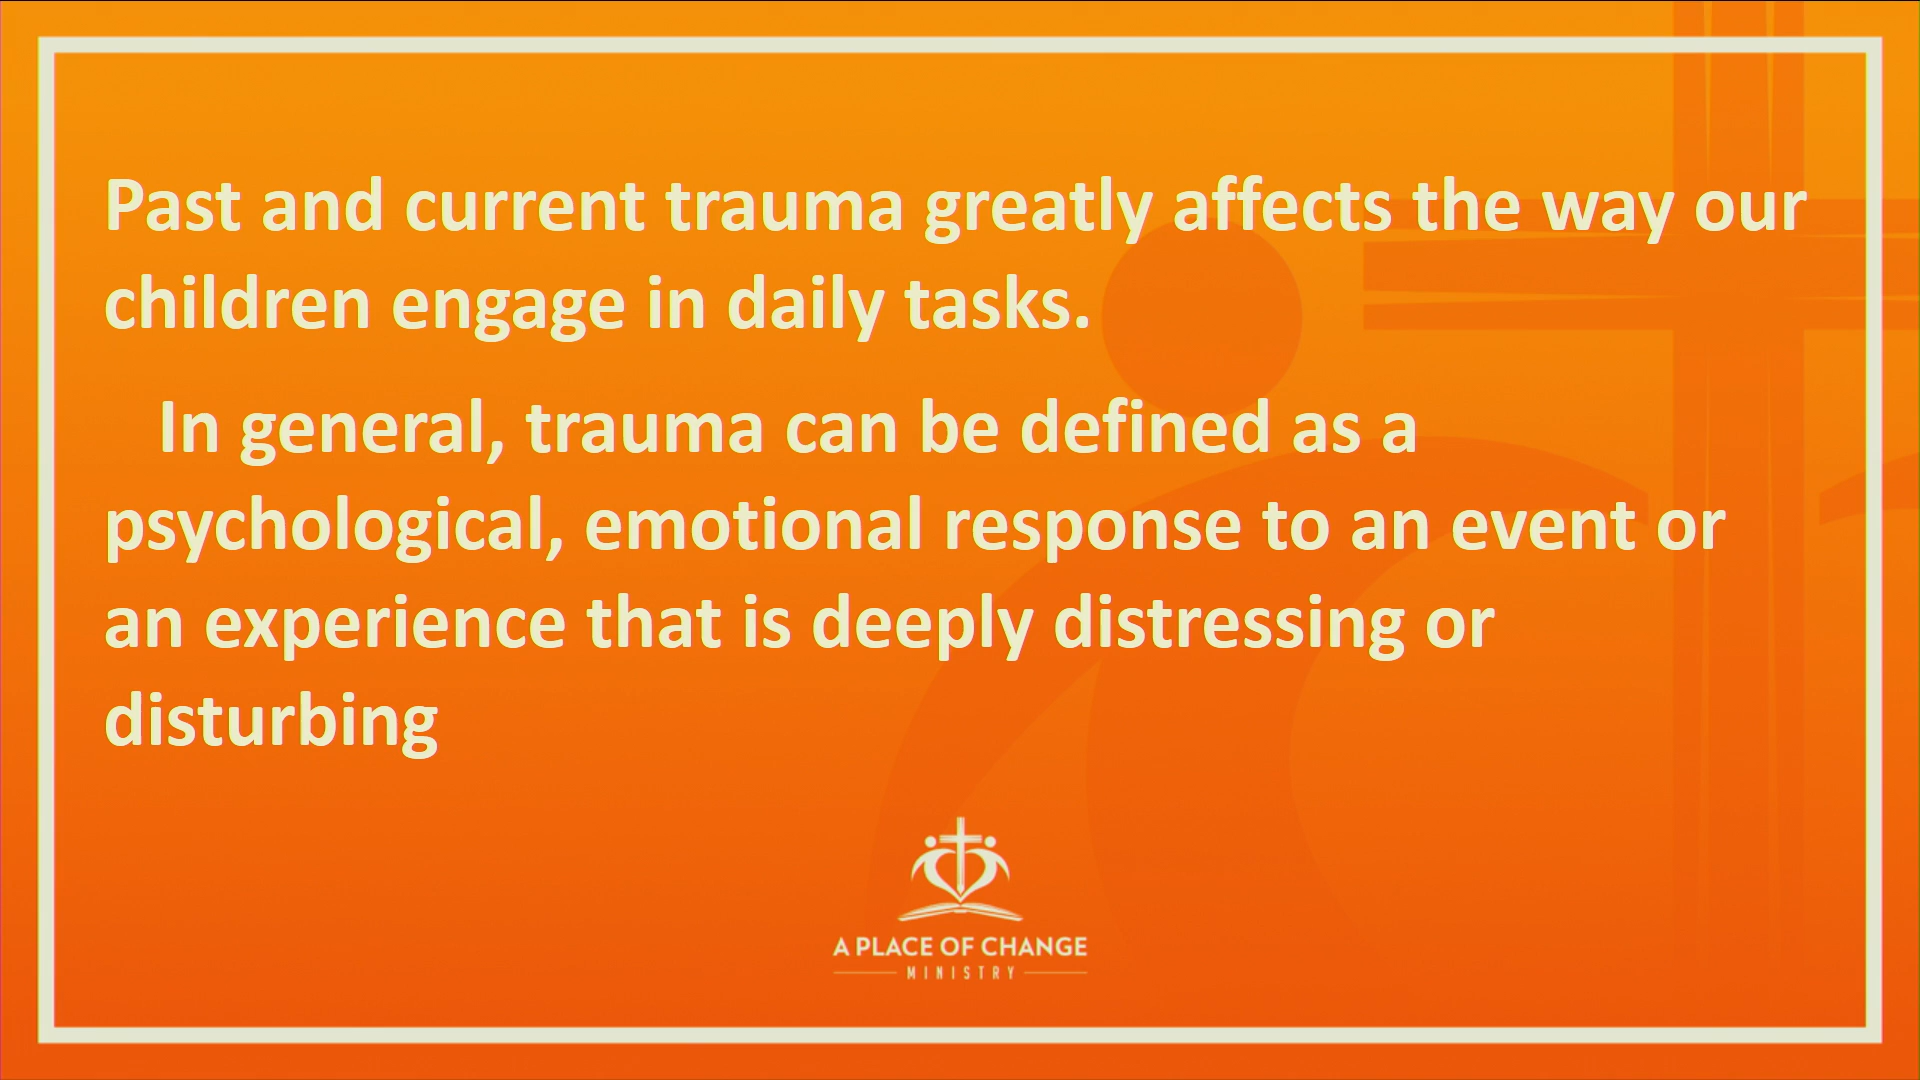 Past and current trauma greatly affects the way our
children engage in daily tasks.
In general, trauma can be defined as a
psychological, emotional response to an event or
an experience that is deeply distressing or
disturbing
A PLACE OF CHANGE
MINISTRY